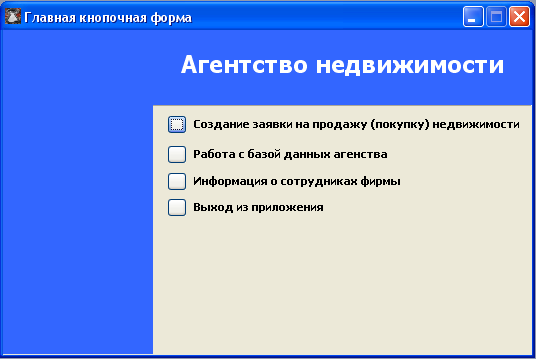 Главная кнопочная форма
Агентство недвижимости
Создание заявки на продажу (покупку) недвижимости
Работа с базой данных агенства
Информация о сотрудниках фирмы
Выход из приложения